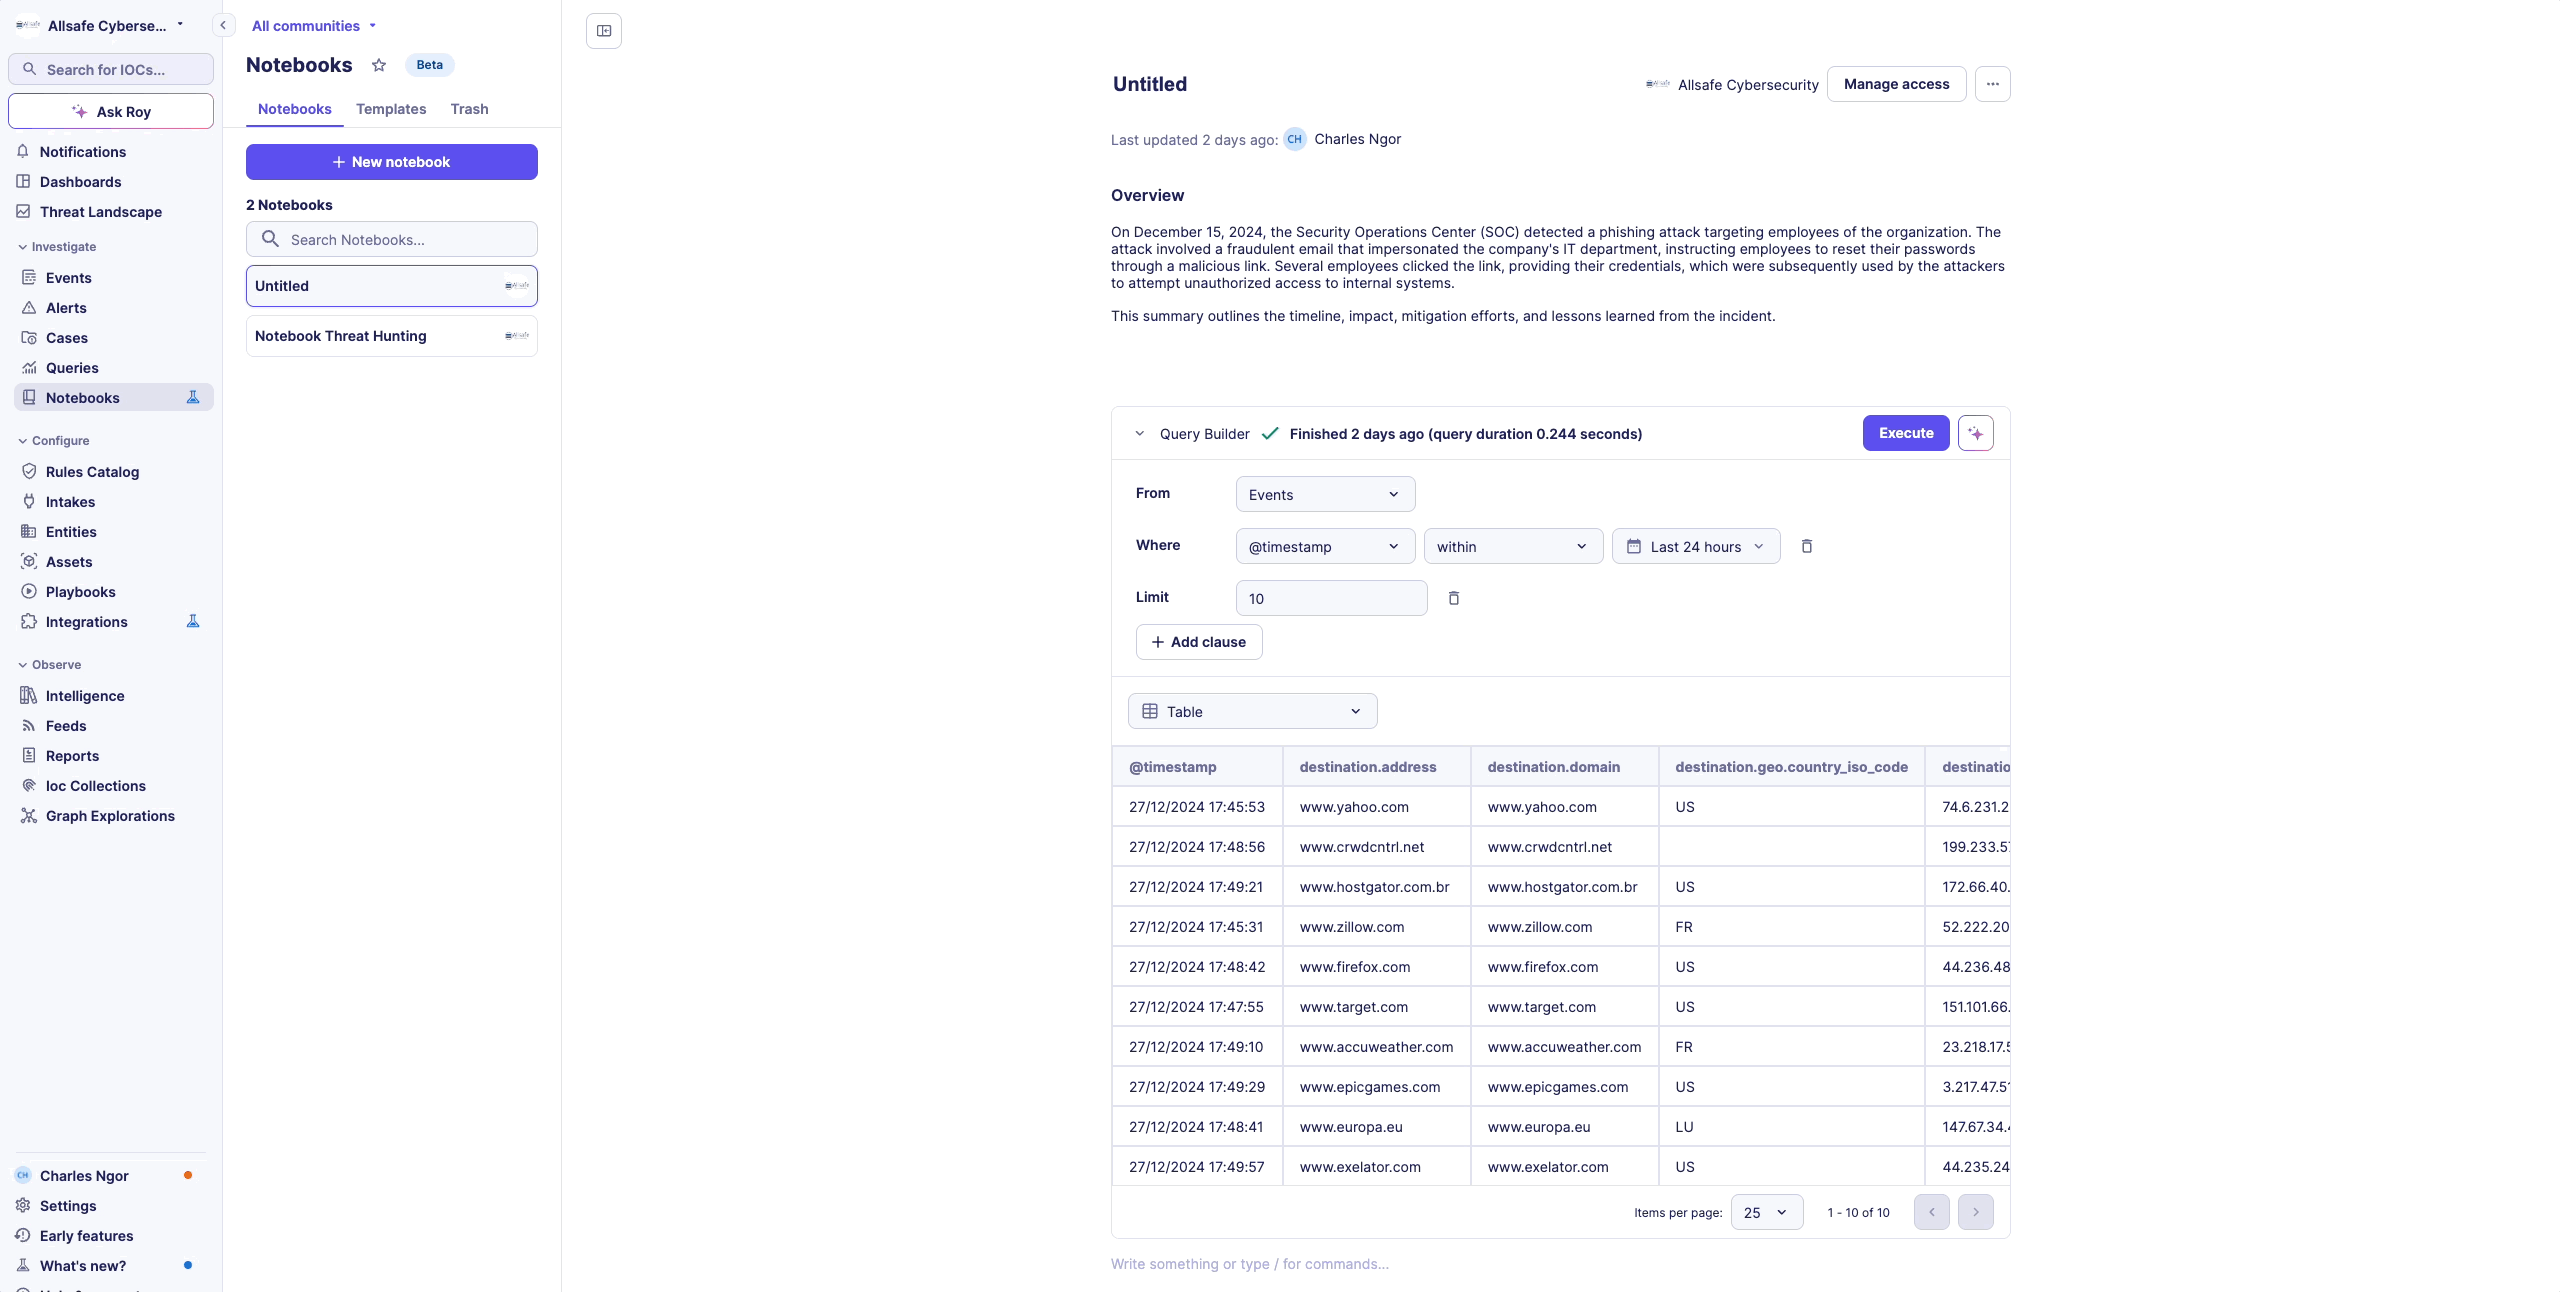 Allsafe Cyberse...
Search for IOCs...
Ask Roy
Notifications
Dashboards
Threat Landscape
Investigate
Events
Alerts
Cases
Queries
Notebooks
Configure
Rules Catalog
Intakes
Entities
Assets
Playbooks
Integrations
Observe
Intelligence
Feeds
Reports
Ioc Collections
Graph Explorations
CH Charles Ngor
Settings
Early features
What's new?
All communities
Notebooks Beta
Notebooks Templates Trash
+ New notebook
2 Notebooks
Search Notebooks...
Untitled
Notebook Threat Hunting
Untitled
Allsafe Cybersecurity Manage access ...
Last updated 2 days ago: CH Charles Ngor
Overview
On December 15, 2024, the Security Operations Center (SOC) detected a phishing attack targeting employees of the organization. The
attack involved a fraudulent email that impersonated the company's IT department, instructing employees to reset their passwords
through a malicious link. Several employees clicked the link, providing their credentials, which were subsequently used by the attackers
to attempt unauthorized access to internal systems.
This summary outlines the timeline, impact, mitigation efforts, and lessons learned from the incident.
Query Builder Finished 2 days ago (query duration 0.244 seconds) Execute
From Events
Where @timestamp within Last 24 hours
Limit 10
+ Add clause
Table
@timestamp destination.address destination.domain destination.geo.country_iso_code destinatio
27/12/2024 17:45:53 www.yahoo.com www.yahoo.com US 74.6.231.2
27/12/2024 17:48:56 www.crwdcntrl.net www.crwdcntrl.net 199.233.57
27/12/2024 17:49:21 www.hostgator.com.br www.hostgator.com.br US 172.66.40.
27/12/2024 17:45:31 www.zillow.com www.zillow.com FR 52.222.20
27/12/2024 17:48:42 www.firefox.com www.firefox.com US 44.236.48
27/12/2024 17:47:55 www.target.com www.target.com US 151.101.66.
27/12/2024 17:49:10 www.accuweather.com www.accuweather.com FR 23.218.17.5
27/12/2024 17:49:29 www.epicgames.com www.epicgames.com US 3.217.47.51
27/12/2024 17:48:41 www.europa.eu www.europa.eu LU 147.67.34.4
27/12/2024 17:49:57 www.exelator.com www.exelator.com US 44.235.24
Items per page: 25 1 - 10 of 10
Write something or type / for commands...